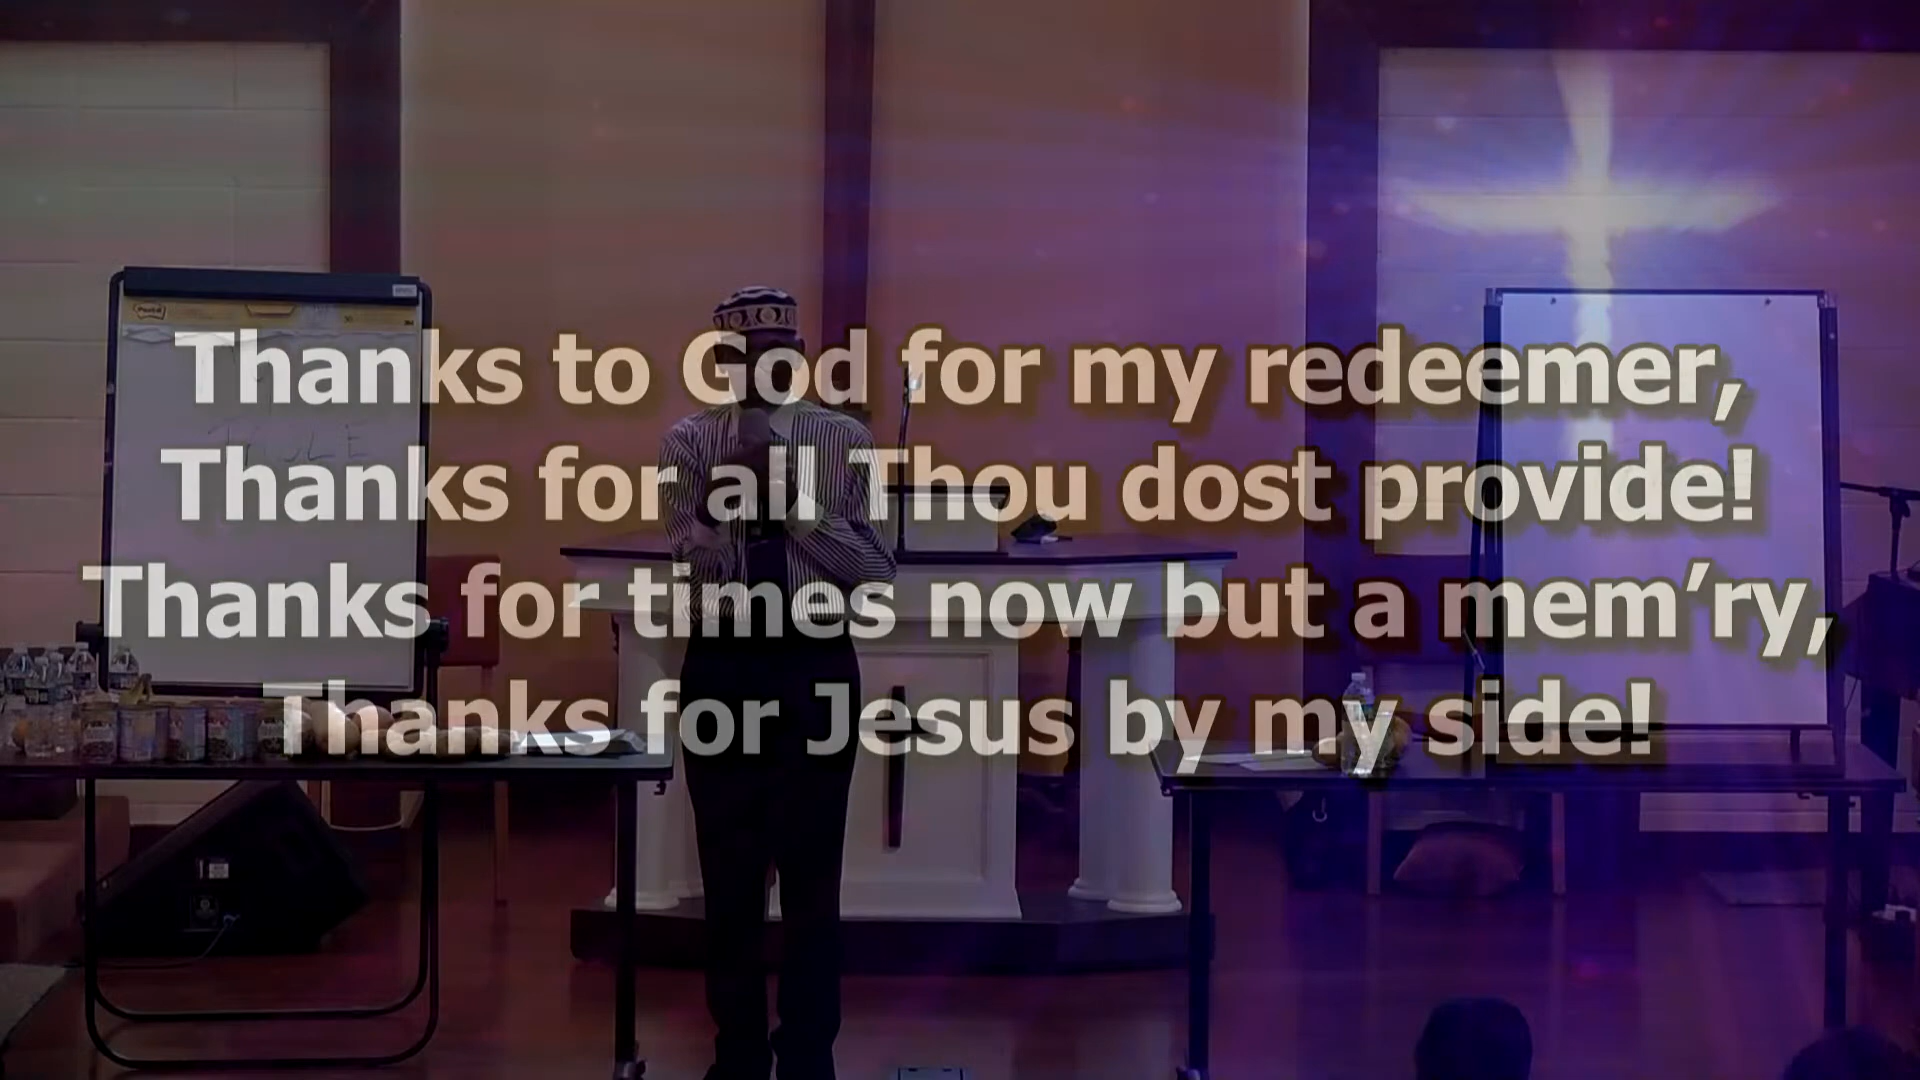 Thanks to God for my redeemer,
Thanks for all Thou dost provide!
Thanks for times now but a mem’ry,
Thanks for Jesus by my side!